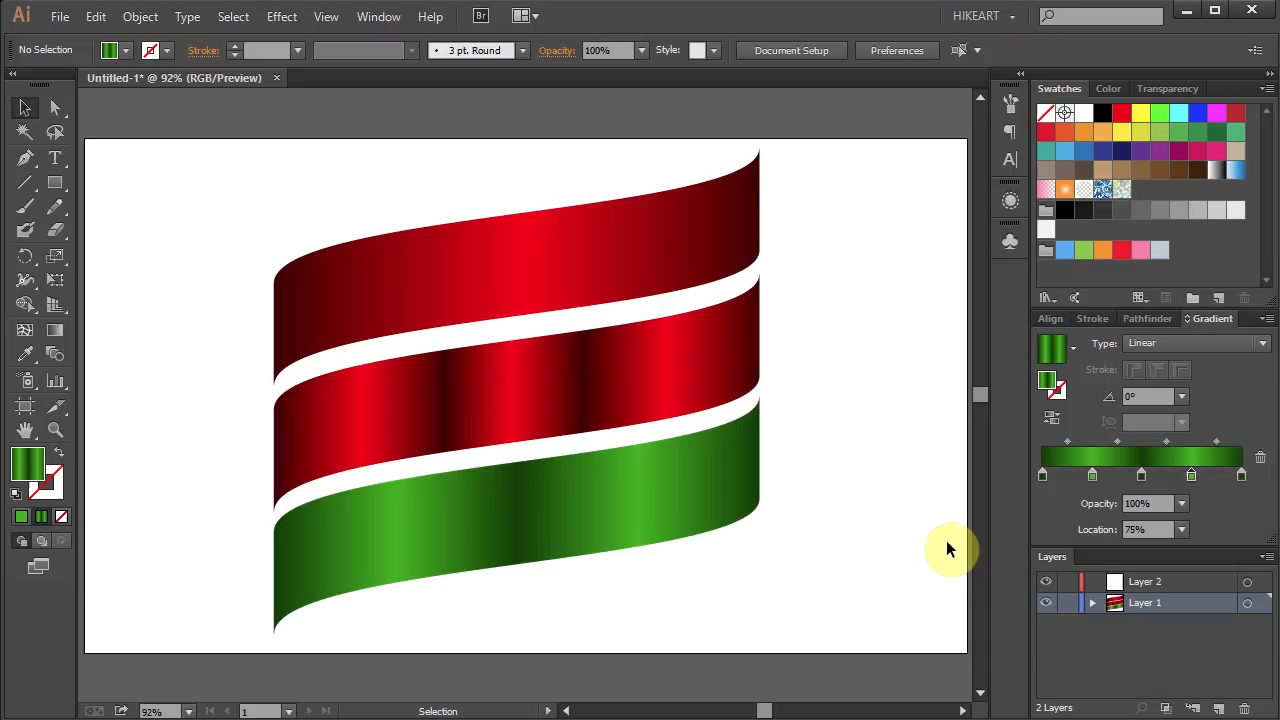 Ai File Edit Object Type Select Effect View Window Help Br HIKEART
No Selection Stroke: 3 pt. Round Opacity: 100% Style: Document Setup Preferences
Untitled-1* @ 92% (RGB/Preview) ×
Swatches Color Transparency
Align Stroke Pathfinder Gradient
Type: Linear
Stroke:
0°
Opacity: 100%
Location: 75%
Layers
Layer 2
Layer 1
2 Layers
92% 1 Selection